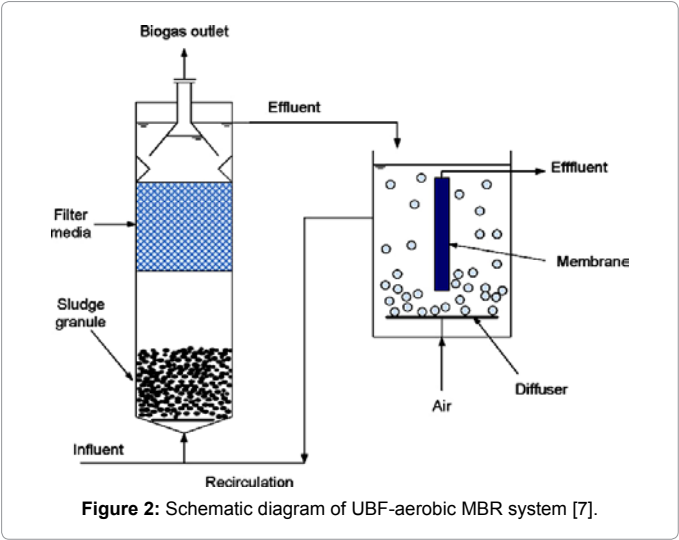 Biogas outlet
Effluent
Efffluent
Filter
media
Membrane
Sludge
granule
Diffuser
Air
Influent
Recirculation
Figure 2: Schematic diagram of UBF-aerobic MBR system [7].